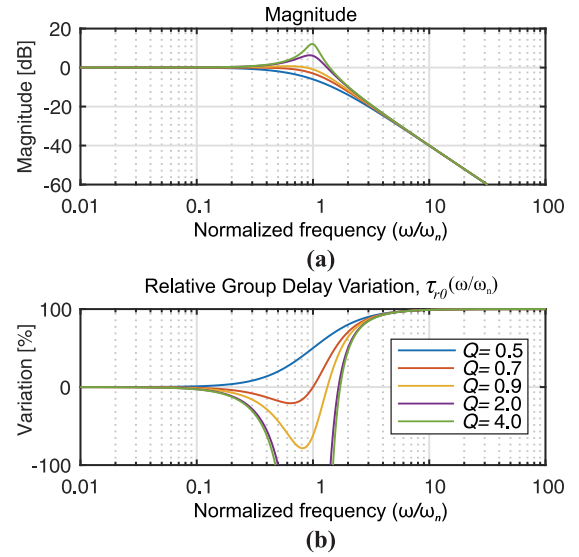 Magnitude
Magnitude [dB]
20
0
-20
-40
-60
0.01 0.1 1 10 100
Normalized frequency (ω/ωn)
(a)
Relative Group Delay Variation, τr0(ω/ωn)
Variation [%]
100
0
-100
Q= 0.5
Q= 0.7
Q= 0.9
Q= 2.0
Q= 4.0
0.01 0.1 1 10 100
Normalized frequency (ω/ωn)
(b)